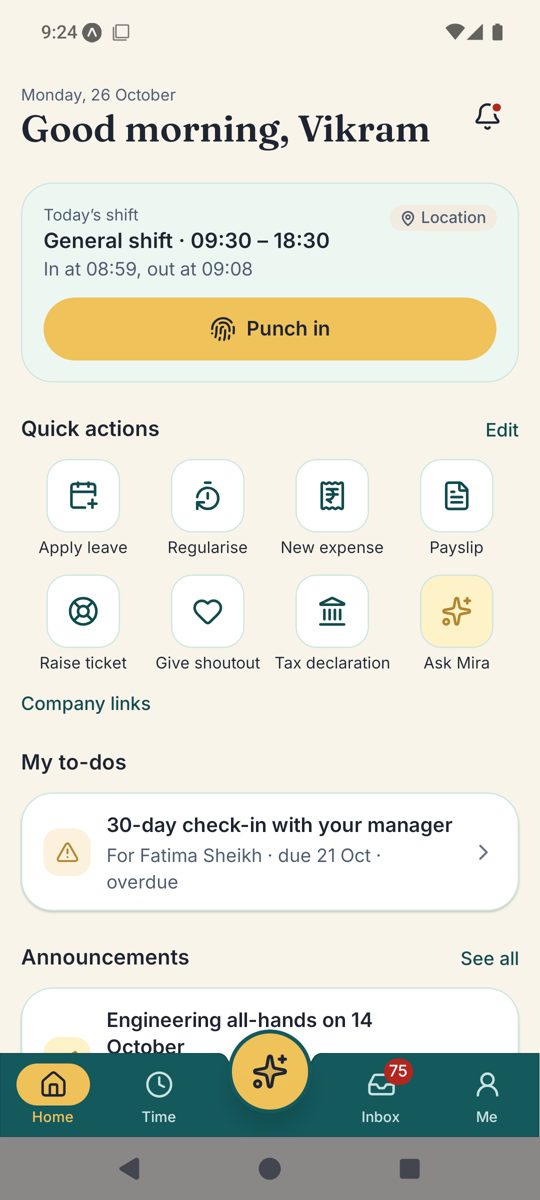 9:24
Monday, 26 October
Good morning, Vikram
Today's shift
Location
General shift · 09:30 – 18:30
In at 08:59, out at 09:08
Punch in
Quick actions
Edit
Apply leave
Regularise
New expense
Payslip
Raise ticket
Give shoutout
Tax declaration
Ask Mira
Company links
My to-dos
30-day check-in with your manager
For Fatima Sheikh · due 21 Oct ·
overdue
Announcements
See all
Engineering all-hands on 14
October
75
Home
Time
Inbox
Me